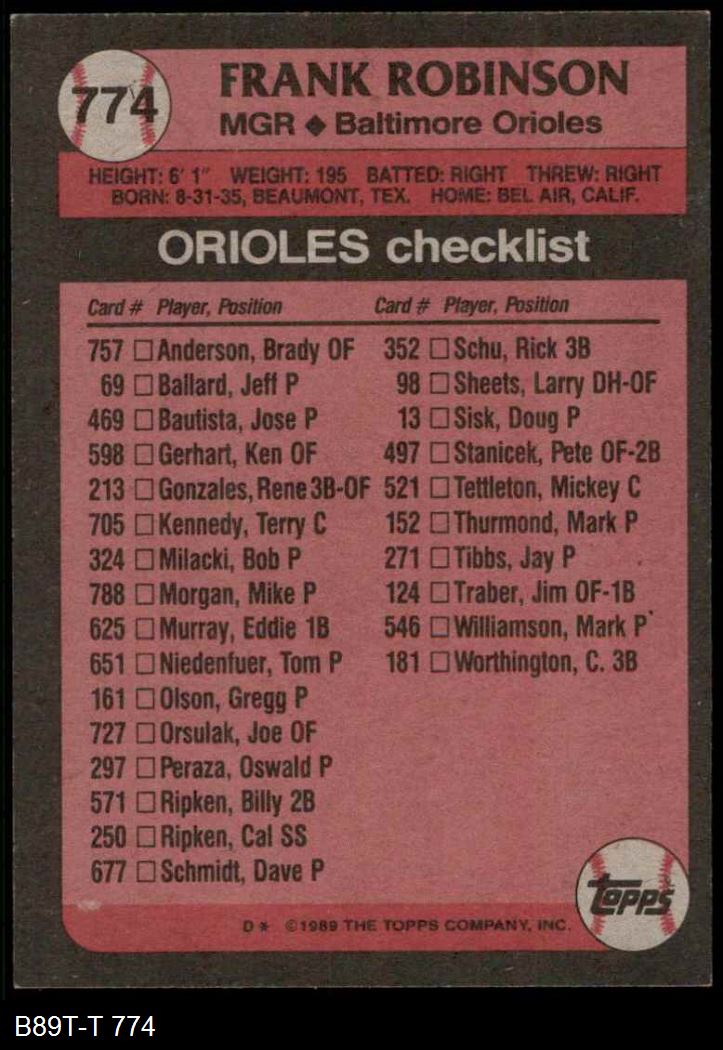 774
FRANK ROBINSON
MGR ◆ Baltimore Orioles
HEIGHT: 6' 1" WEIGHT: 195 BATTED: RIGHT THREW: RIGHT
BORN: 8-31-35, BEAUMONT, TEX. HOME: BEL AIR, CALIF.
ORIOLES checklist
Card # Player, Position Card # Player, Position
757 □ Anderson, Brady OF 352 □ Schu, Rick 3B
69 □ Ballard, Jeff P 98 □ Sheets, Larry DH-OF
469 □ Bautista, Jose P 13 □ Sisk, Doug P
598 □ Gerhart, Ken OF 497 □ Stanicek, Pete OF-2B
213 □ Gonzales, Rene 3B-OF 521 □ Tettleton, Mickey C
705 □ Kennedy, Terry C 152 □ Thurmond, Mark P
324 □ Milacki, Bob P 271 □ Tibbs, Jay P
788 □ Morgan, Mike P 124 □ Traber, Jim OF-1B
625 □ Murray, Eddie 1B 546 □ Williamson, Mark P
651 □ Niedenfuer, Tom P 181 □ Worthington, C. 3B
161 □ Olson, Gregg P
727 □ Orsulak, Joe OF
297 □ Peraza, Oswald P
571 □ Ripken, Billy 2B
250 □ Ripken, Cal SS
677 □ Schmidt, Dave P
Topps
D* ©1989 THE TOPPS COMPANY, INC.
B89T-T 774